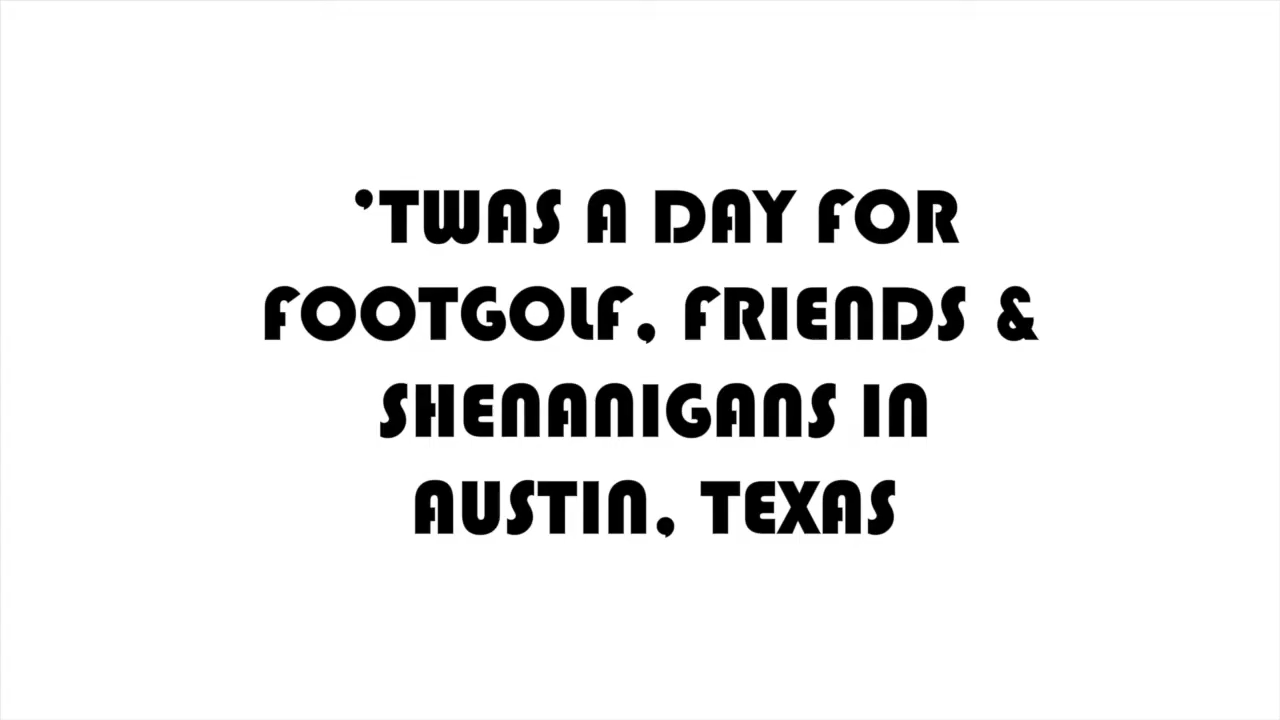 ’TWAS A DAY FOR
FOOTGOLF, FRIENDS &
SHENANIGANS IN
AUSTIN, TEXAS